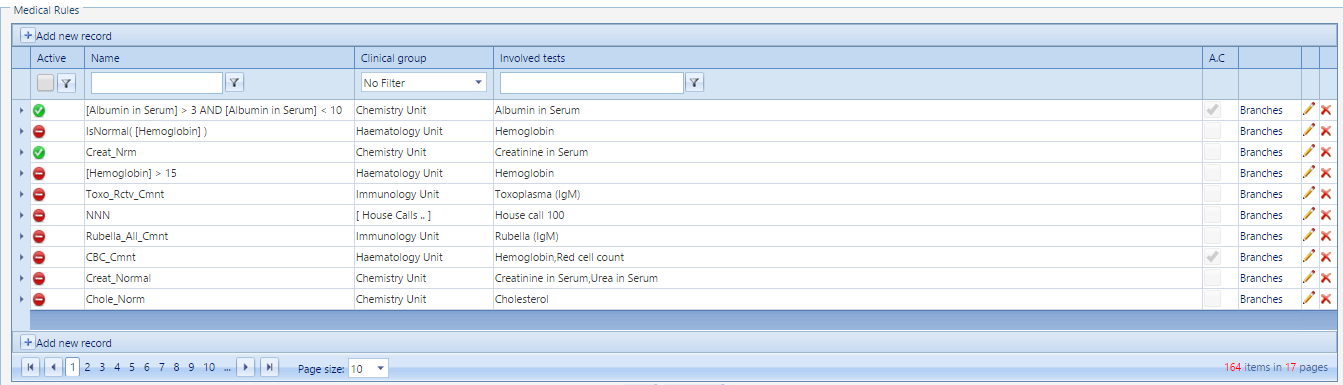 Medical Rules
Add new record
Active Name Clinical group Involved tests A.C
No Filter
[Albumin in Serum] > 3 AND [Albumin in Serum] < 10 Chemistry Unit Albumin in Serum Branches
IsNormal( [Hemoglobin] ) Haematology Unit Hemoglobin Branches
Creat_Nrm Chemistry Unit Creatinine in Serum Branches
[Hemoglobin] > 15 Haematology Unit Hemoglobin Branches
Toxo_Rctv_Cmnt Immunology Unit Toxoplasma (IgM) Branches
NNN [ House Calls .. ] House call 100 Branches
Rubella_All_Cmnt Immunology Unit Rubella (IgM) Branches
CBC_Cmnt Haematology Unit Hemoglobin,Red cell count Branches
Creat_Normal Chemistry Unit Creatinine in Serum,Urea in Serum Branches
Chole_Norm Chemistry Unit Cholesterol Branches
Add new record
1 2 3 4 5 6 7 8 9 10 ... Page size: 10 164 items in 17 pages